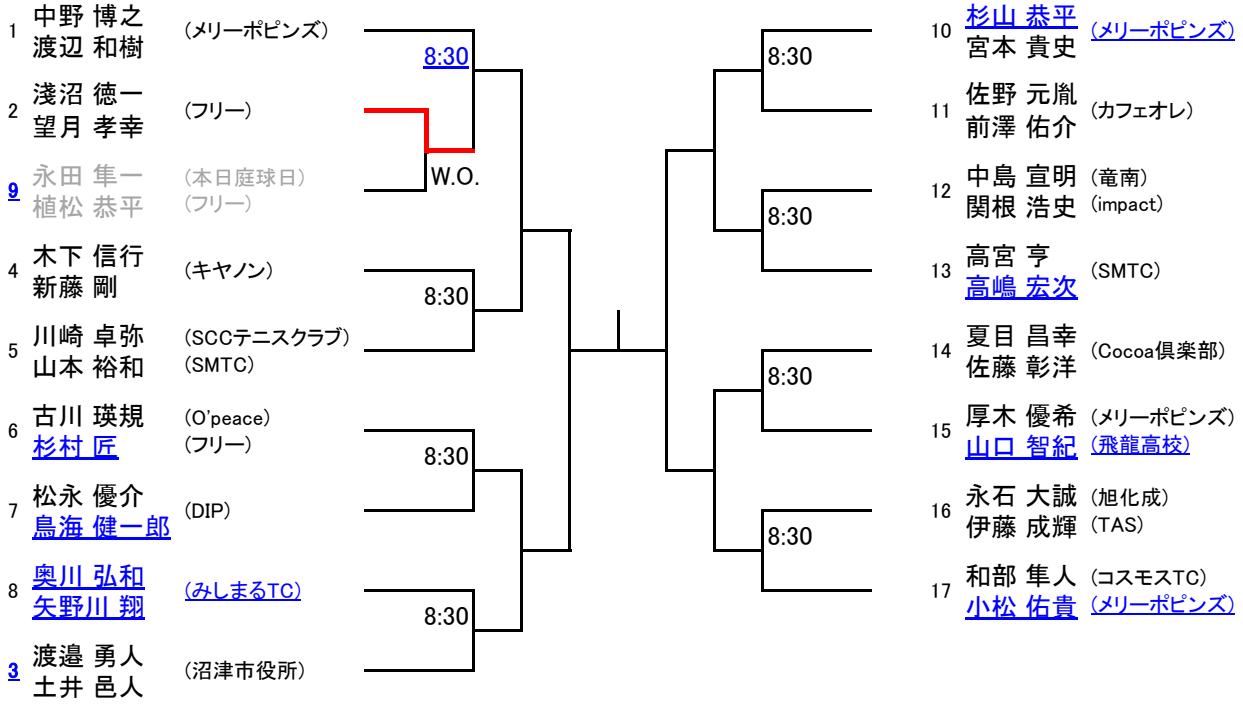 1 中野 博之 (メリーポピンズ)
渡辺 和樹
8:30
2 淺沼 徳一 (フリー)
望月 孝幸
W.O.
9 永田 隼一 (本日庭球日)
植松 恭平 (フリー)
4 木下 信行 (キヤノン)
新藤 剛
8:30
5 川崎 卓弥 (SCCテニスクラブ)
山本 裕和 (SMTC)
6 古川 瑛規 (O'peace)
杉村 匠 (フリー)
8:30
7 松永 優介 (DIP)
鳥海 健一郎
8 奥川 弘和 (みしまるTC)
矢野川 翔
8:30
3 渡邉 勇人 (沼津市役所)
土井 邑人
10 杉山 恭平 (メリーポピンズ)
宮本 貴史
8:30
11 佐野 元胤 (カフェオレ)
前澤 佑介
12 中島 宣明 (竜南)
関根 浩史 (impact)
8:30
13 高宮 亨 (SMTC)
高嶋 宏次
14 夏目 昌幸 (Cocoa倶楽部)
佐藤 彰洋
8:30
15 厚木 優希 (メリーポピンズ)
山口 智紀 (飛龍高校)
16 永石 大誠 (旭化成)
伊藤 成輝 (TAS)
8:30
17 和部 隼人 (コスモスTC)
小松 佑貴 (メリーポピンズ)